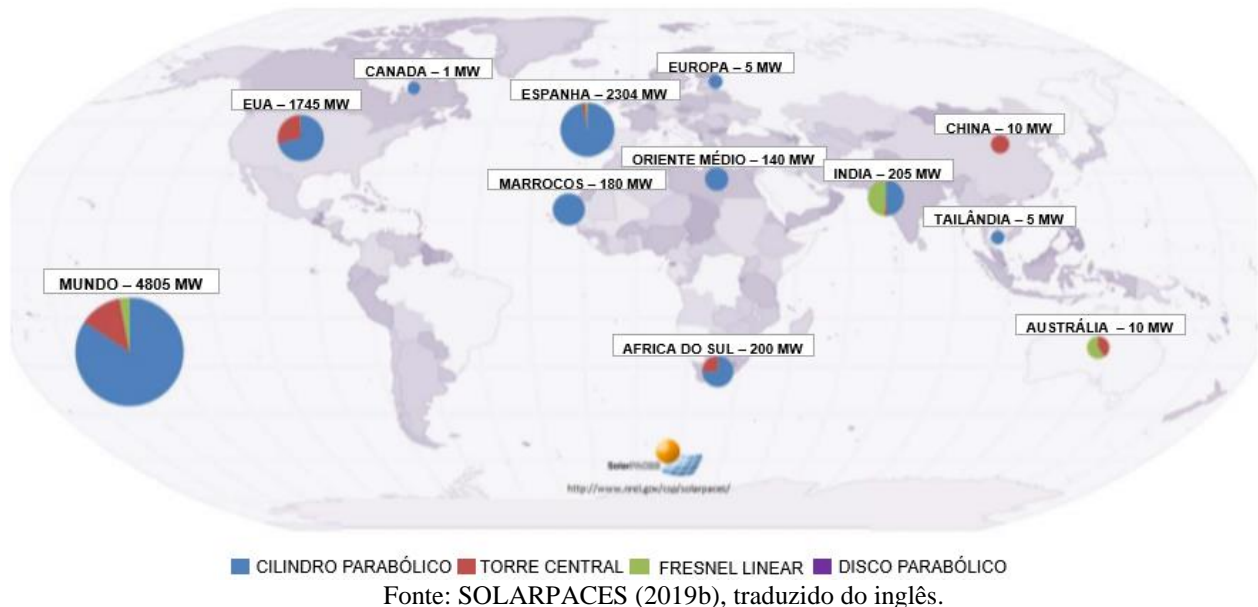 CANADA – 1 MW
EUROPA – 5 MW
EUA – 1745 MW
ESPANHA – 2304 MW
CHINA – 10 MW
ORIENTE MÉDIO – 140 MW
INDIA – 205 MW
MARROCOS – 180 MW
TAILÂNDIA – 5 MW
MUNDO – 4805 MW
AUSTRÁLIA – 10 MW
AFRICA DO SUL – 200 MW
SolarPACES
http://www.nrel.gov/csp/solarpaces/
CILINDRO PARABÓLICO TORRE CENTRAL FRESNEL LINEAR DISCO PARABÓLICO
Fonte: SOLARPACES (2019b), traduzido do inglês.